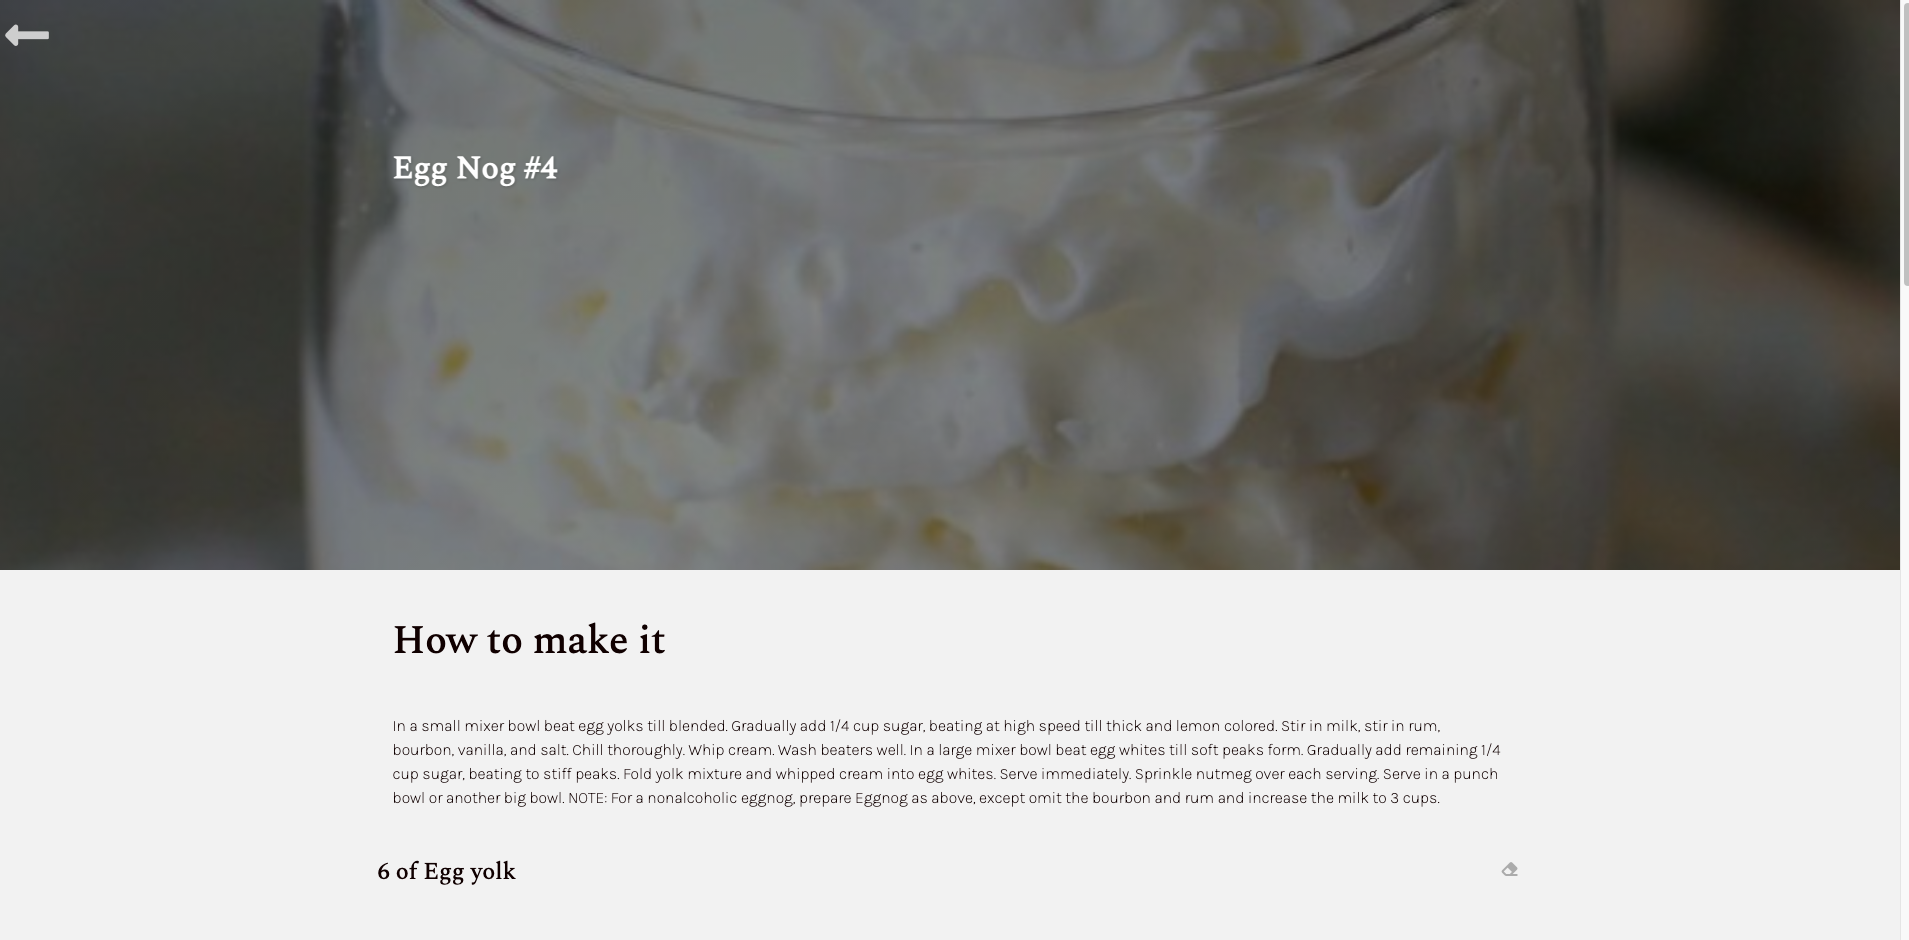 Egg Nog #4
How to make it
In a small mixer bowl beat egg yolks till blended. Gradually add 1/4 cup sugar, beating at high speed till thick and lemon colored. Stir in milk, stir in rum,
bourbon, vanilla, and salt. Chill thoroughly. Whip cream. Wash beaters well. In a large mixer bowl beat egg whites till soft peaks form. Gradually add remaining 1/4
cup sugar, beating to stiff peaks. Fold yolk mixture and whipped cream into egg whites. Serve immediately. Sprinkle nutmeg over each serving. Serve in a punch
bowl or another big bowl. NOTE: For a nonalcoholic eggnog, prepare Eggnog as above, except omit the bourbon and rum and increase the milk to 3 cups.
6 of Egg yolk